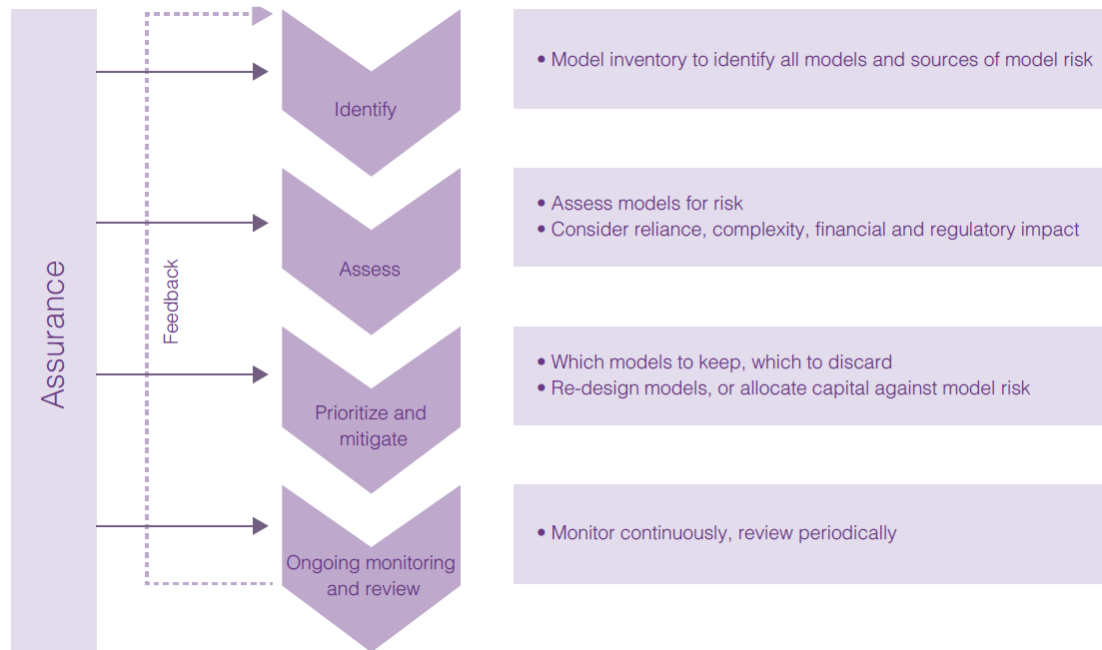 Assurance
Feedback
Identify
• Model inventory to identify all models and sources of model risk
Assess
• Assess models for risk
• Consider reliance, complexity, financial and regulatory impact
Prioritize and
mitigate
• Which models to keep, which to discard
• Re-design models, or allocate capital against model risk
Ongoing monitoring
and review
• Monitor continuously, review periodically